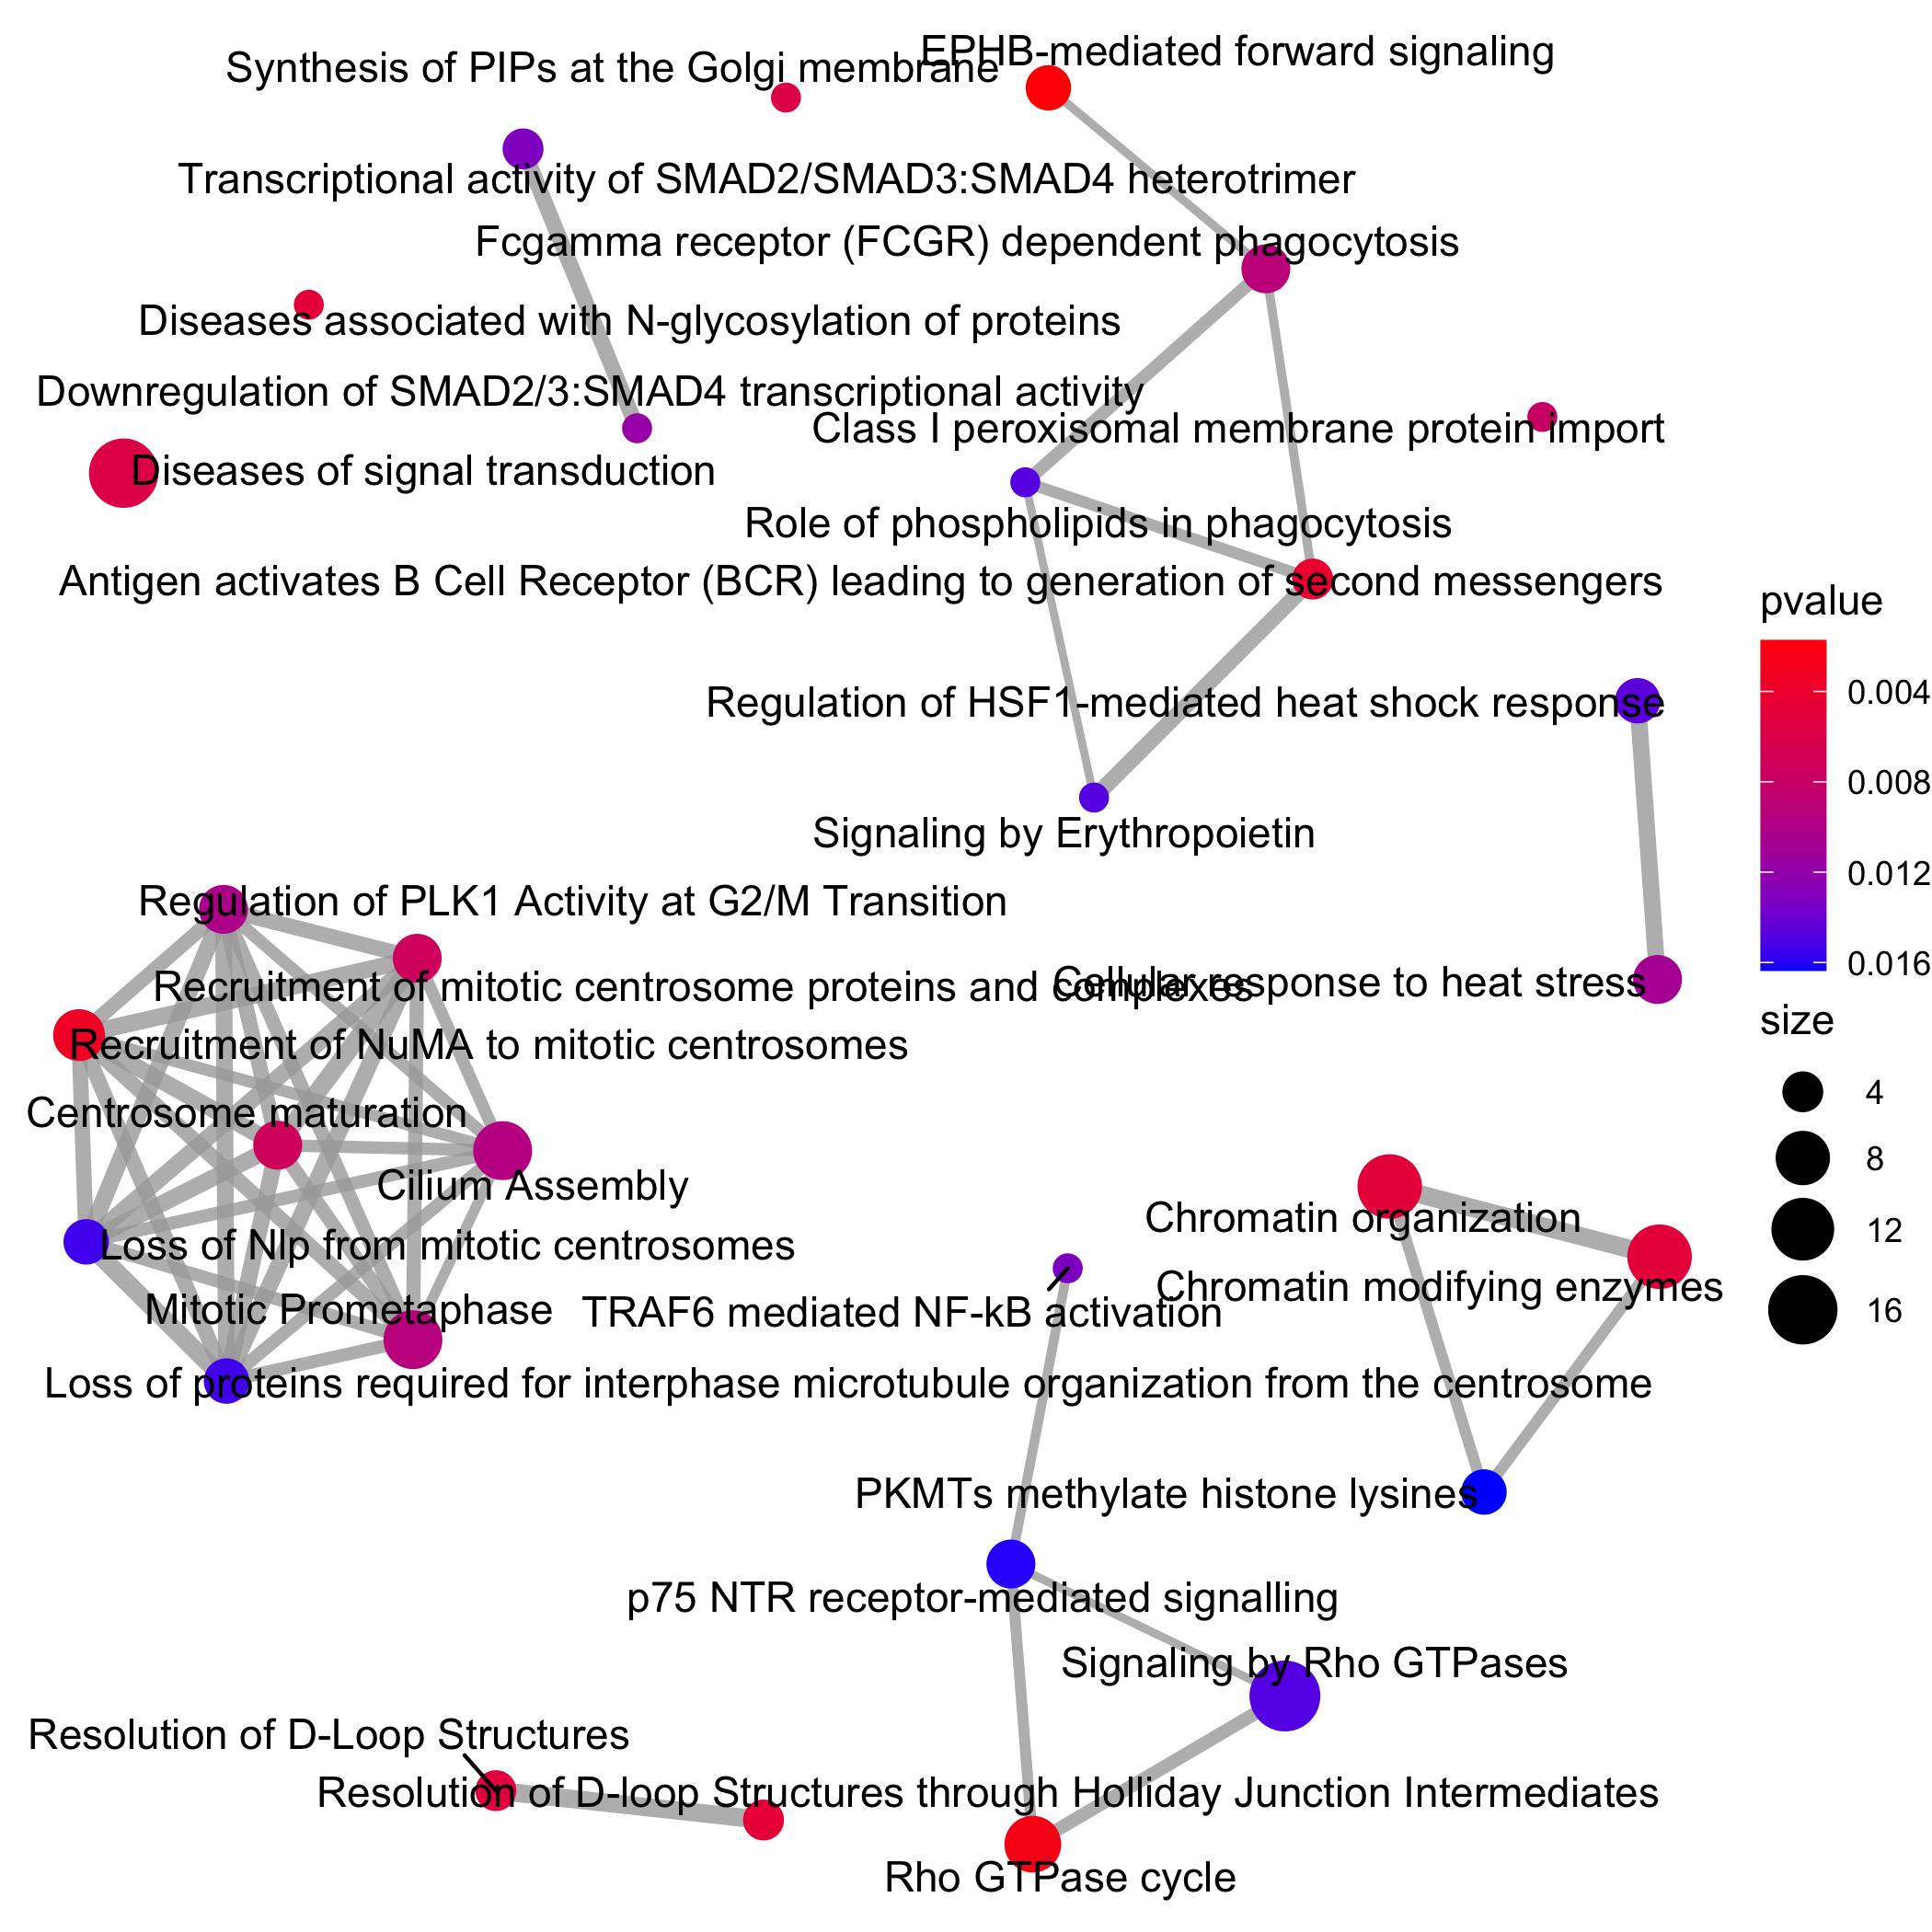 EPHB-mediated forward signaling
Synthesis of PIPs at the Golgi membrane
Transcriptional activity of SMAD2/SMAD3:SMAD4 heterotrimer
Fcgamma receptor (FCGR) dependent phagocytosis
Diseases associated with N-glycosylation of proteins
Downregulation of SMAD2/3:SMAD4 transcriptional activity
Class I peroxisomal membrane protein import
Diseases of signal transduction
Role of phospholipids in phagocytosis
Antigen activates B Cell Receptor (BCR) leading to generation of second messengers
Regulation of HSF1-mediated heat shock response
Signaling by Erythropoietin
Regulation of PLK1 Activity at G2/M Transition
Cellular response to heat stress
Recruitment of mitotic centrosome proteins and complexes
Recruitment of NuMA to mitotic centrosomes
Centrosome maturation
Cilium Assembly
Chromatin organization
Loss of Nlp from mitotic centrosomes
Chromatin modifying enzymes
Mitotic Prometaphase
TRAF6 mediated NF-kB activation
Loss of proteins required for interphase microtubule organization from the centrosome
PKMTs methylate histone lysines
p75 NTR receptor-mediated signalling
Signaling by Rho GTPases
Resolution of D-Loop Structures
Resolution of D-loop Structures through Holliday Junction Intermediates
Rho GTPase cycle
pvalue
0.004
0.008
0.012
0.016
size
4
8
12
16